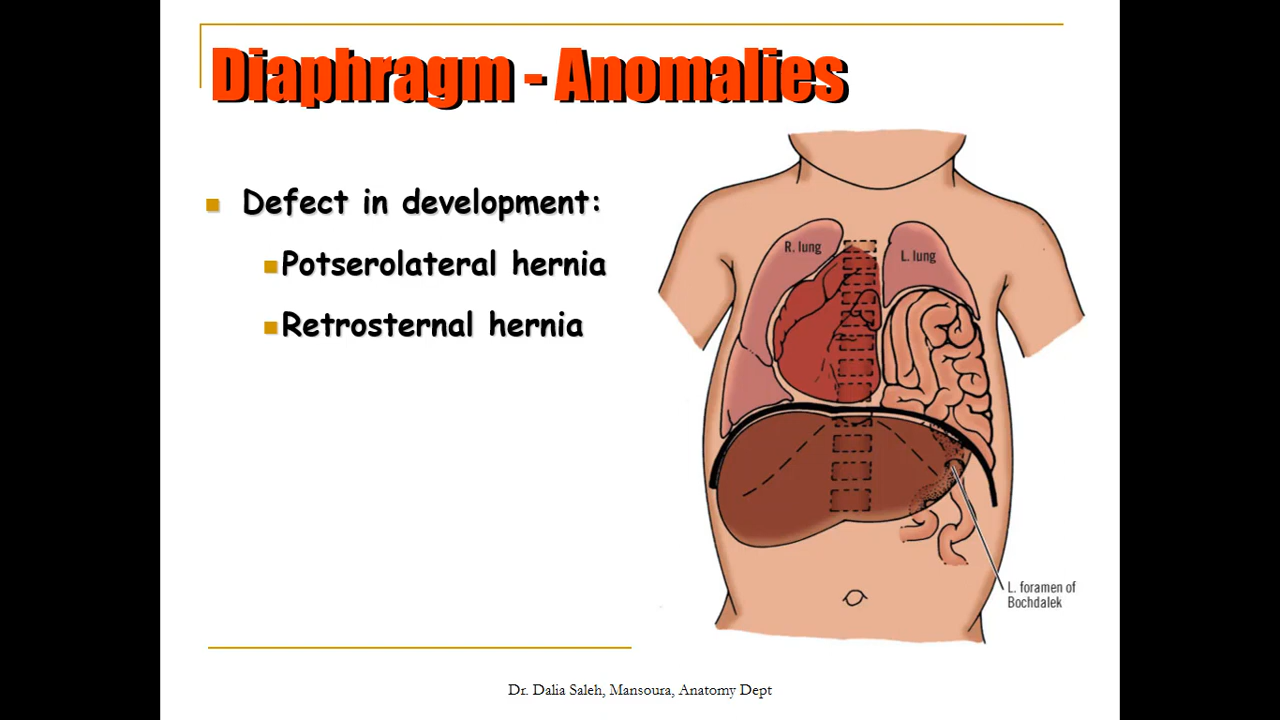 Diaphragm - Anomalies
Defect in development:
Potserolateral hernia
Retrosternal hernia
R. lung
L. lung
L. foramen of
Bochdalek
Dr. Dalia Saleh, Mansoura, Anatomy Dept